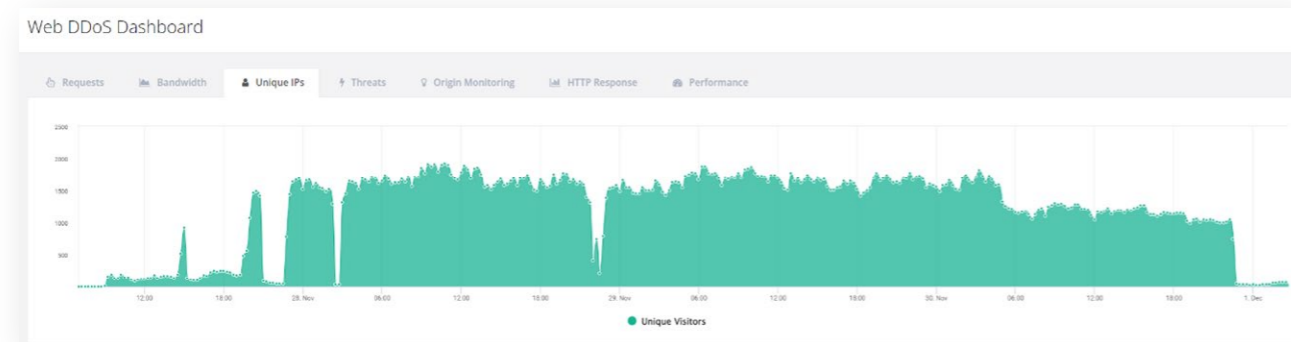 Web DDoS Dashboard
Requests Bandwidth Unique IPs Threats Origin Monitoring HTTP Response Performance
2500
2000
1500
1000
500
12:00 18:00 28. Nov 06:00 12:00 18:00 29. Nov 06:00 12:00 18:00 30. Nov 06:00 12:00 18:00 1. Dec
Unique Visitors